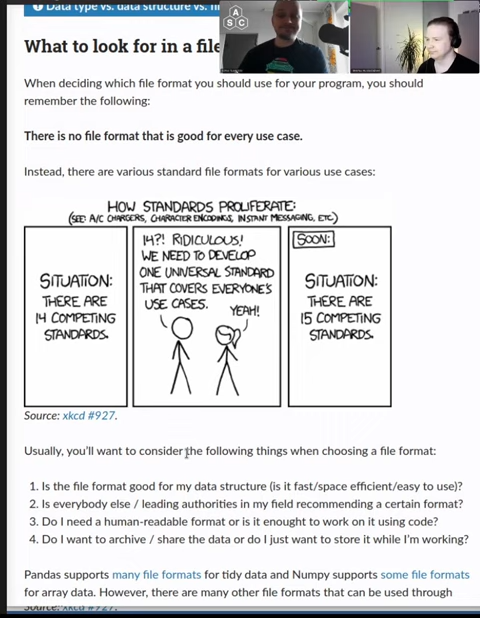 Data type vs. data structure vs.
What to look for in a file
A
S C
When deciding which file format you should use for your program, you should
remember the following:
There is no file format that is good for every use case.
Instead, there are various standard file formats for various use cases:
HOW STANDARDS PROLIFERATE:
(SEE: A/C CHARGERS, CHARACTER ENCODINGS, INSTANT MESSAGING, ETC.)
SITUATION:
THERE ARE
14 COMPETING
STANDARDS.
14?! RIDICULOUS!
WE NEED TO DEVELOP
ONE UNIVERSAL STANDARD
THAT COVERS EVERYONE'S
USE CASES.
YEAH!
SOON:
SITUATION:
THERE ARE
15 COMPETING
STANDARDS.
Source: xkcd #927.
Usually, you'll want to consider the following things when choosing a file format:
1. Is the file format good for my data structure (is it fast/space efficient/easy to use)?
2. Is everybody else / leading authorities in my field recommending a certain format?
3. Do I need a human-readable format or is it enought to work on it using code?
4. Do I want to archive / share the data or do I just want to store it while I'm working?
Pandas supports many file formats for tidy data and Numpy supports some file formats
for array data. However, there are many other file formats that can be used through
Source: xkcd #927.